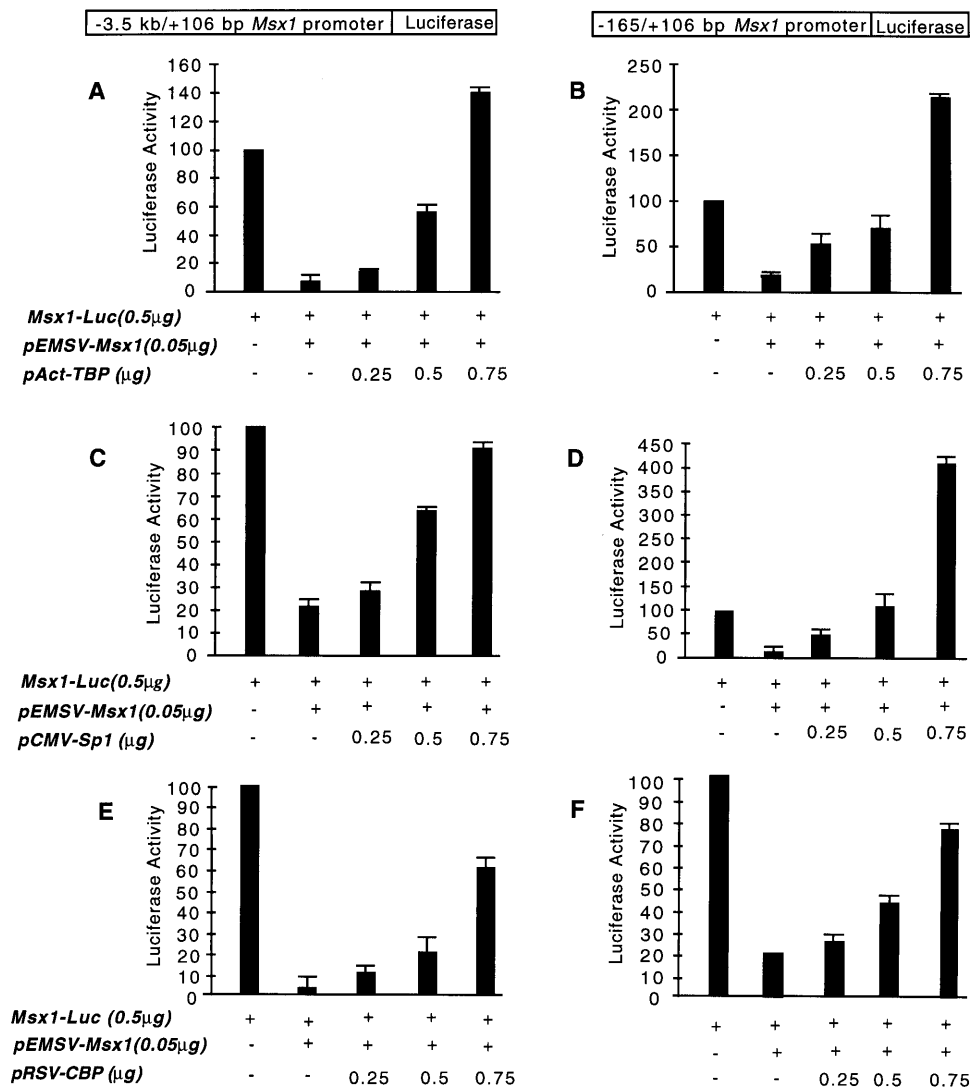 -3.5 kb/+106 bp Msx1 promoter Luciferase
-165/+106 bp Msx1 promoter Luciferase
A
Luciferase Activity
160
140
120
100
80
60
40
20
0
Msx1-Luc(0.5µg) + + + + +
pEMSV-Msx1(0.05µg) - + + + +
pAct-TBP (µg) - - 0.25 0.5 0.75
B
Luciferase Activity
250
200
150
100
50
0
+ + + + +
- + + + +
- - 0.25 0.5 0.75
C
Luciferase Activity
100
90
80
70
60
50
40
30
20
10
0
Msx1-Luc(0.5µg) + + + + +
pEMSV-Msx1(0.05µg) - + + + +
pCMV-Sp1 (µg) - - 0.25 0.5 0.75
D
Luciferase Activity
450
400
350
300
250
200
150
100
50
0
+ + + + +
- + + + +
- - 0.25 0.5 0.75
E
Luciferase Activity
100
90
80
70
60
50
40
30
20
10
0
Msx1-Luc (0.5µg) + + + + +
pEMSV-Msx1(0.05µg) - + + + +
pRSV-CBP (µg) - - 0.25 0.5 0.75
F
Luciferase Activity
100
90
80
70
60
50
40
30
20
10
0
+ + + + +
- + + + +
- - 0.25 0.5 0.75